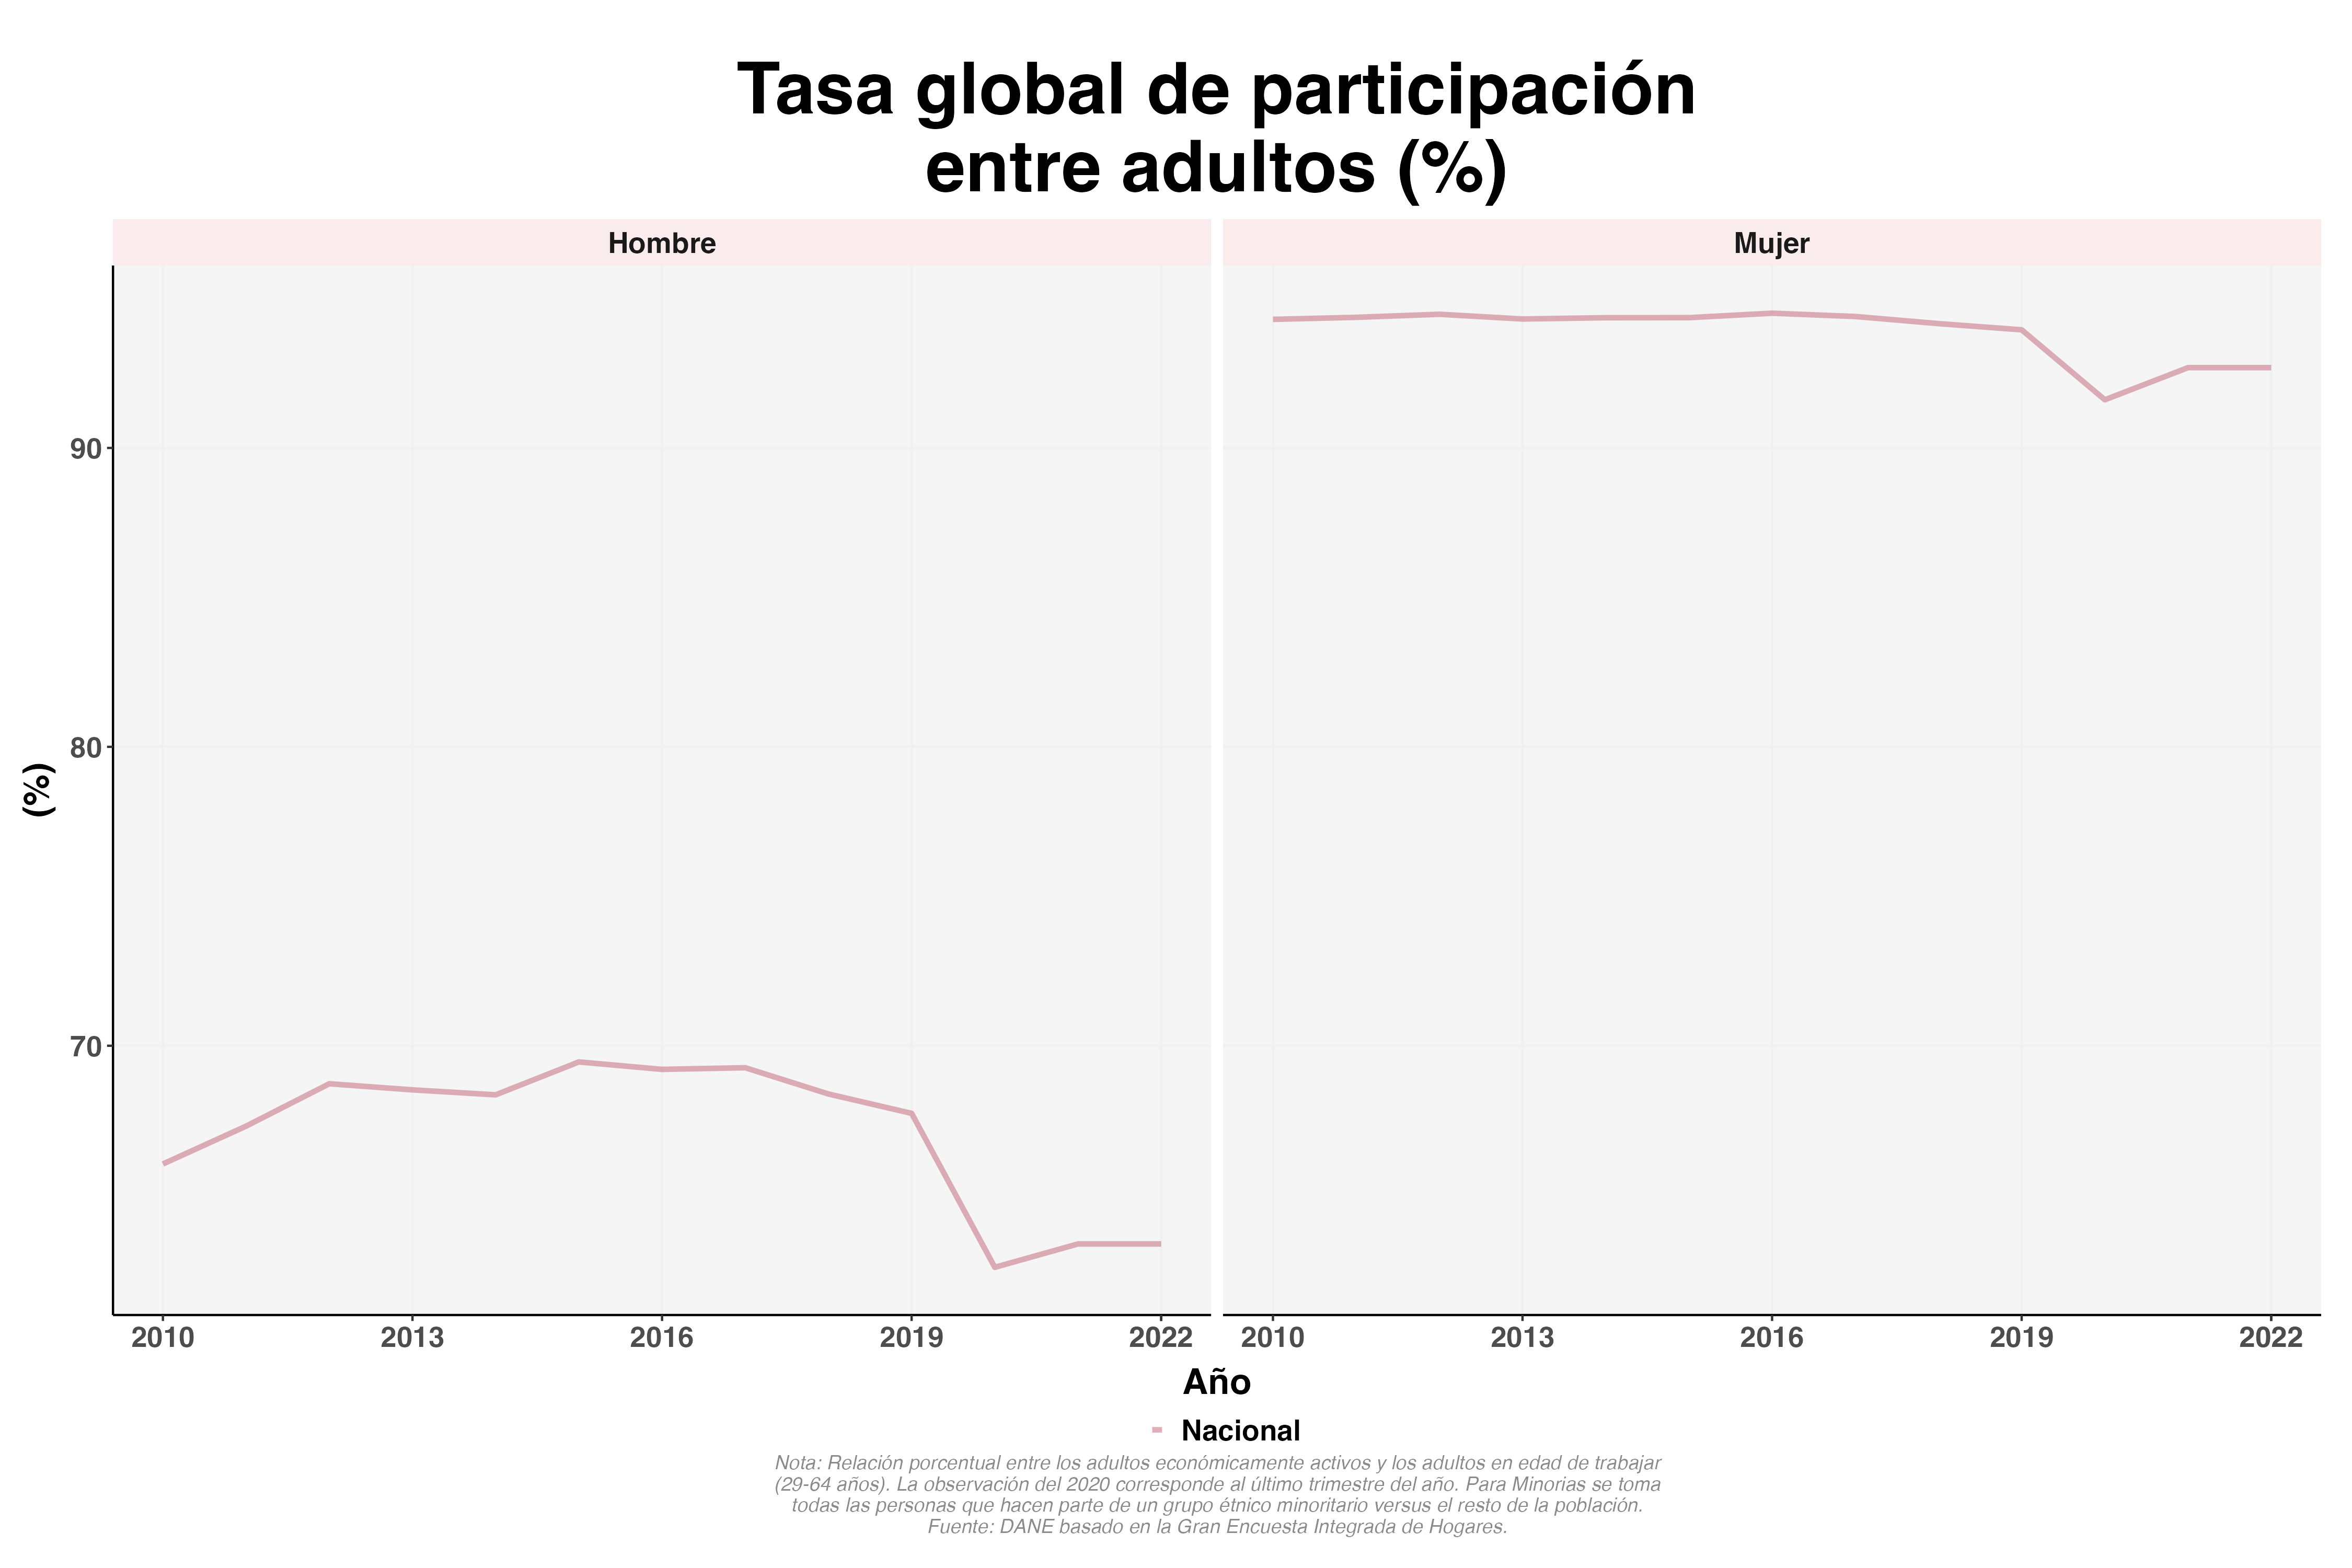 Tasa global de participación
entre adultos (%)
Hombre
Mujer
(%)
90
80
70
2010 2013 2016 2019 2022
2010 2013 2016 2019 2022
Año
Nacional
Nota: Relación porcentual entre los adultos económicamente activos y los adultos en edad de trabajar
(29-64 años). La observación del 2020 corresponde al último trimestre del año. Para Minorias se toma
todas las personas que hacen parte de un grupo étnico minoritario versus el resto de la población.
Fuente: DANE basado en la Gran Encuesta Integrada de Hogares.